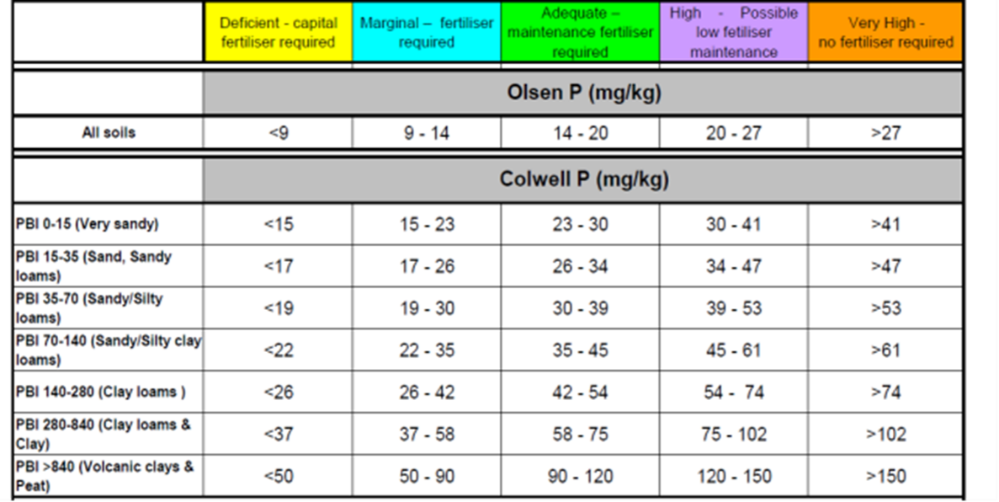 Deficient - capital fertiliser required
Marginal – fertiliser required
Adequate – maintenance fertiliser required
High - Possible low fetiliser maintenance
Very High - no fertiliser required
Olsen P (mg/kg)
All soils <9 9 - 14 14 - 20 20 - 27 >27
Colwell P (mg/kg)
PBI 0-15 (Very sandy) <15 15 - 23 23 - 30 30 - 41 >41
PBI 15-35 (Sand, Sandy loams) <17 17 - 26 26 - 34 34 - 47 >47
PBI 35-70 (Sandy/Silty loams) <19 19 - 30 30 - 39 39 - 53 >53
PBI 70-140 (Sandy/Silty clay loams) <22 22 - 35 35 - 45 45 - 61 >61
PBI 140-280 (Clay loams ) <26 26 - 42 42 - 54 54 - 74 >74
PBI 280-840 (Clay loams & Clay) <37 37 - 58 58 - 75 75 - 102 >102
PBI >840 (Volcanic clays & Peat) <50 50 - 90 90 - 120 120 - 150 >150